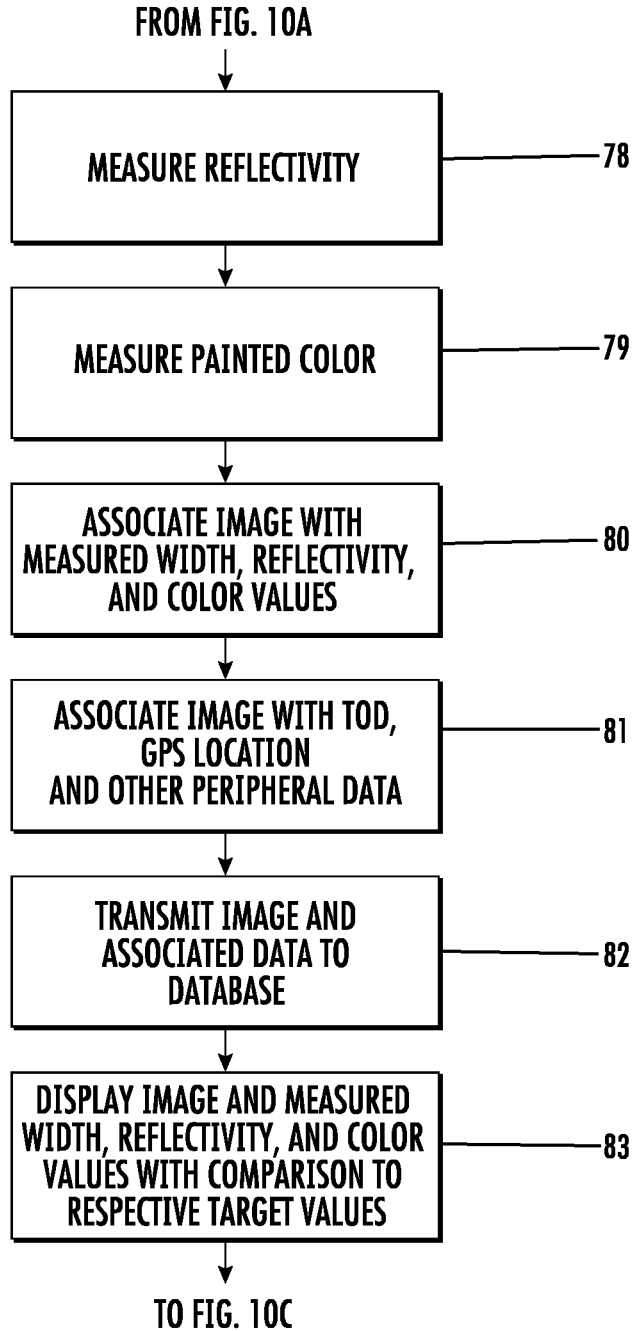 FROM FIG. 10A
MEASURE REFLECTIVITY
78
MEASURE PAINTED COLOR
79
ASSOCIATE IMAGE WITH
MEASURED WIDTH, REFLECTIVITY,
AND COLOR VALUES
80
ASSOCIATE IMAGE WITH TOD,
GPS LOCATION
AND OTHER PERIPHERAL DATA
81
TRANSMIT IMAGE AND
ASSOCIATED DATA TO
DATABASE
82
DISPLAY IMAGE AND MEASURED
WIDTH, REFLECTIVITY, AND COLOR
VALUES WITH COMPARISON TO
RESPECTIVE TARGET VALUES
83
TO FIG. 10C